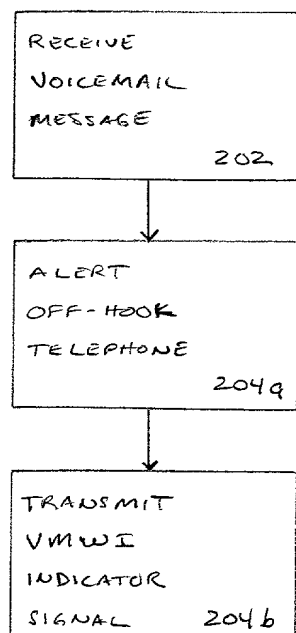 RECEIVE
VOICEMAIL
MESSAGE
202
ALERT
OFF-HOOK
TELEPHONE
204a
TRANSMIT
VMWI
INDICATOR
SIGNAL 204b